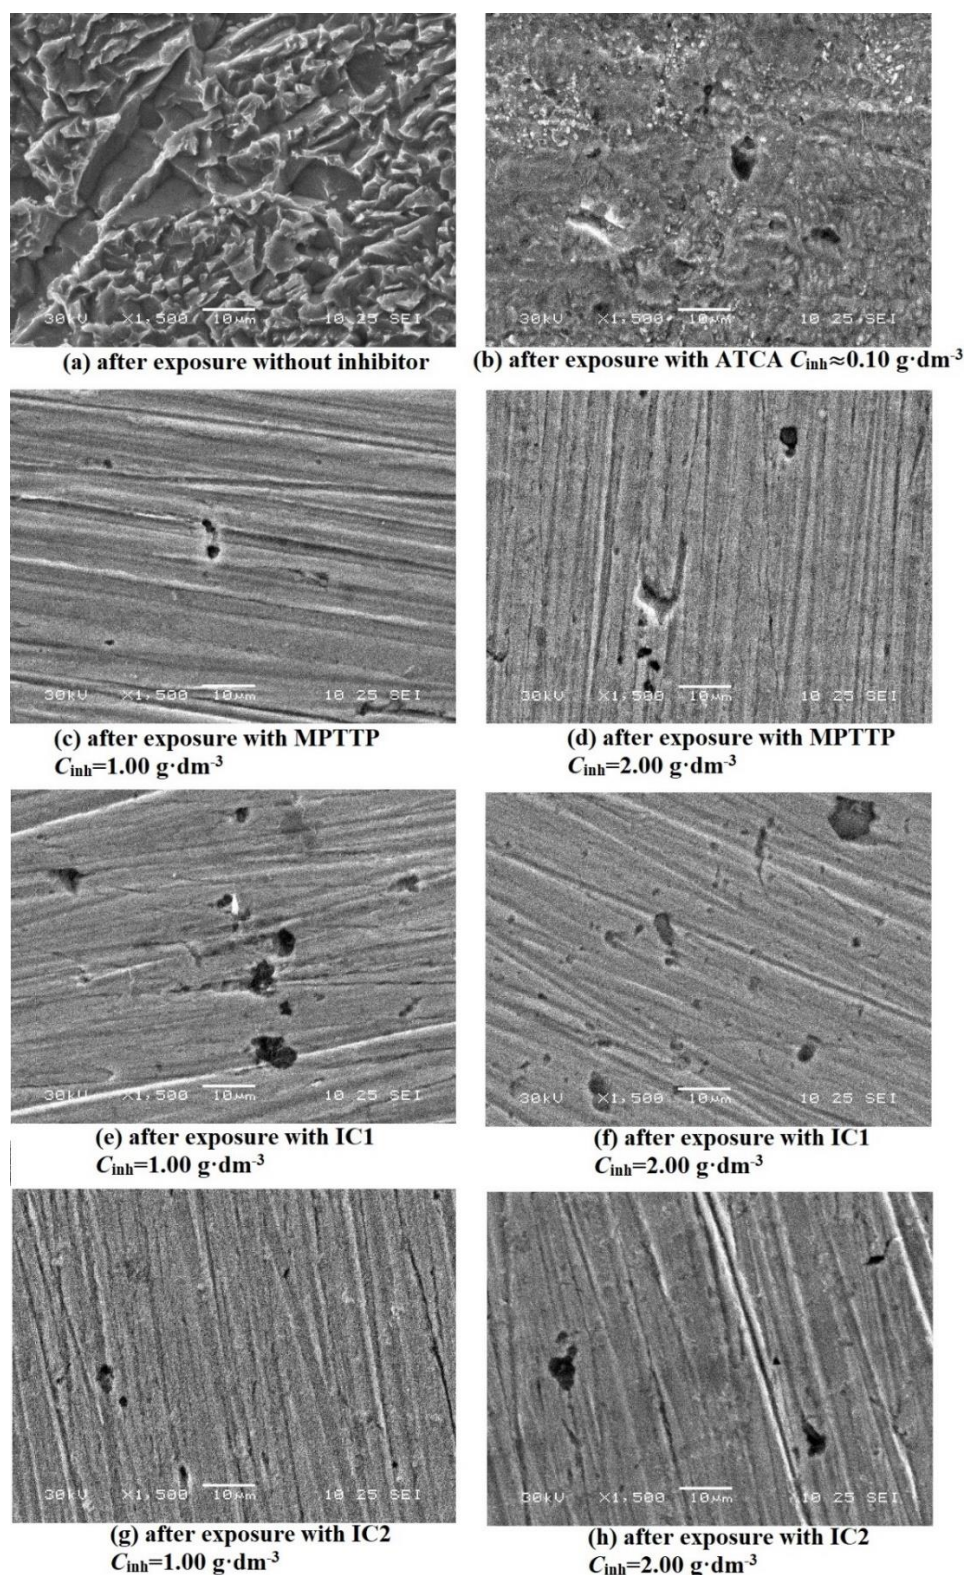 30kV X1,500 10μm 10 25 SEI
30kV X1,500 10μm 10 25 SEI
(a) after exposure without inhibitor
(b) after exposure with ATCA Cinh≈0.10 g·dm-3
30kV X1,500 10μm 10 25 SEI
30kV X1,500 10μm 10 25 SEI
(c) after exposure with MPTTP
Cinh=1.00 g·dm-3
(d) after exposure with MPTTP
Cinh=2.00 g·dm-3
30kV X1,500 10μm 10 25 SEI
30kV X1,500 10μm 10 25 SEI
(e) after exposure with IC1
Cinh=1.00 g·dm-3
(f) after exposure with IC1
Cinh=2.00 g·dm-3
30kV X1,500 10μm 10 25 SEI
30kV X1,500 10μm 10 25 SEI
(g) after exposure with IC2
Cinh=1.00 g·dm-3
(h) after exposure with IC2
Cinh=2.00 g·dm-3